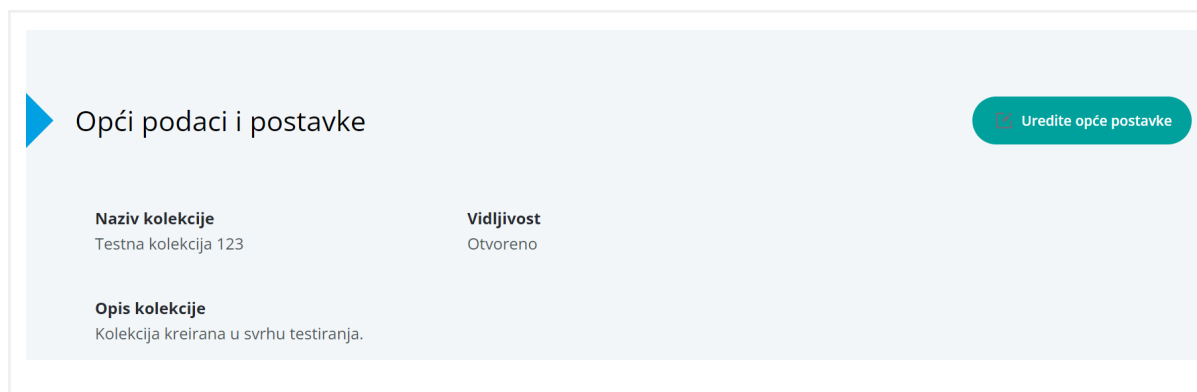 Opći podaci i postavke
Uredite opće postavke
Naziv kolekcije
Testna kolekcija 123
Vidljivost
Otvoreno
Opis kolekcije
Kolekcija kreirana u svrhu testiranja.